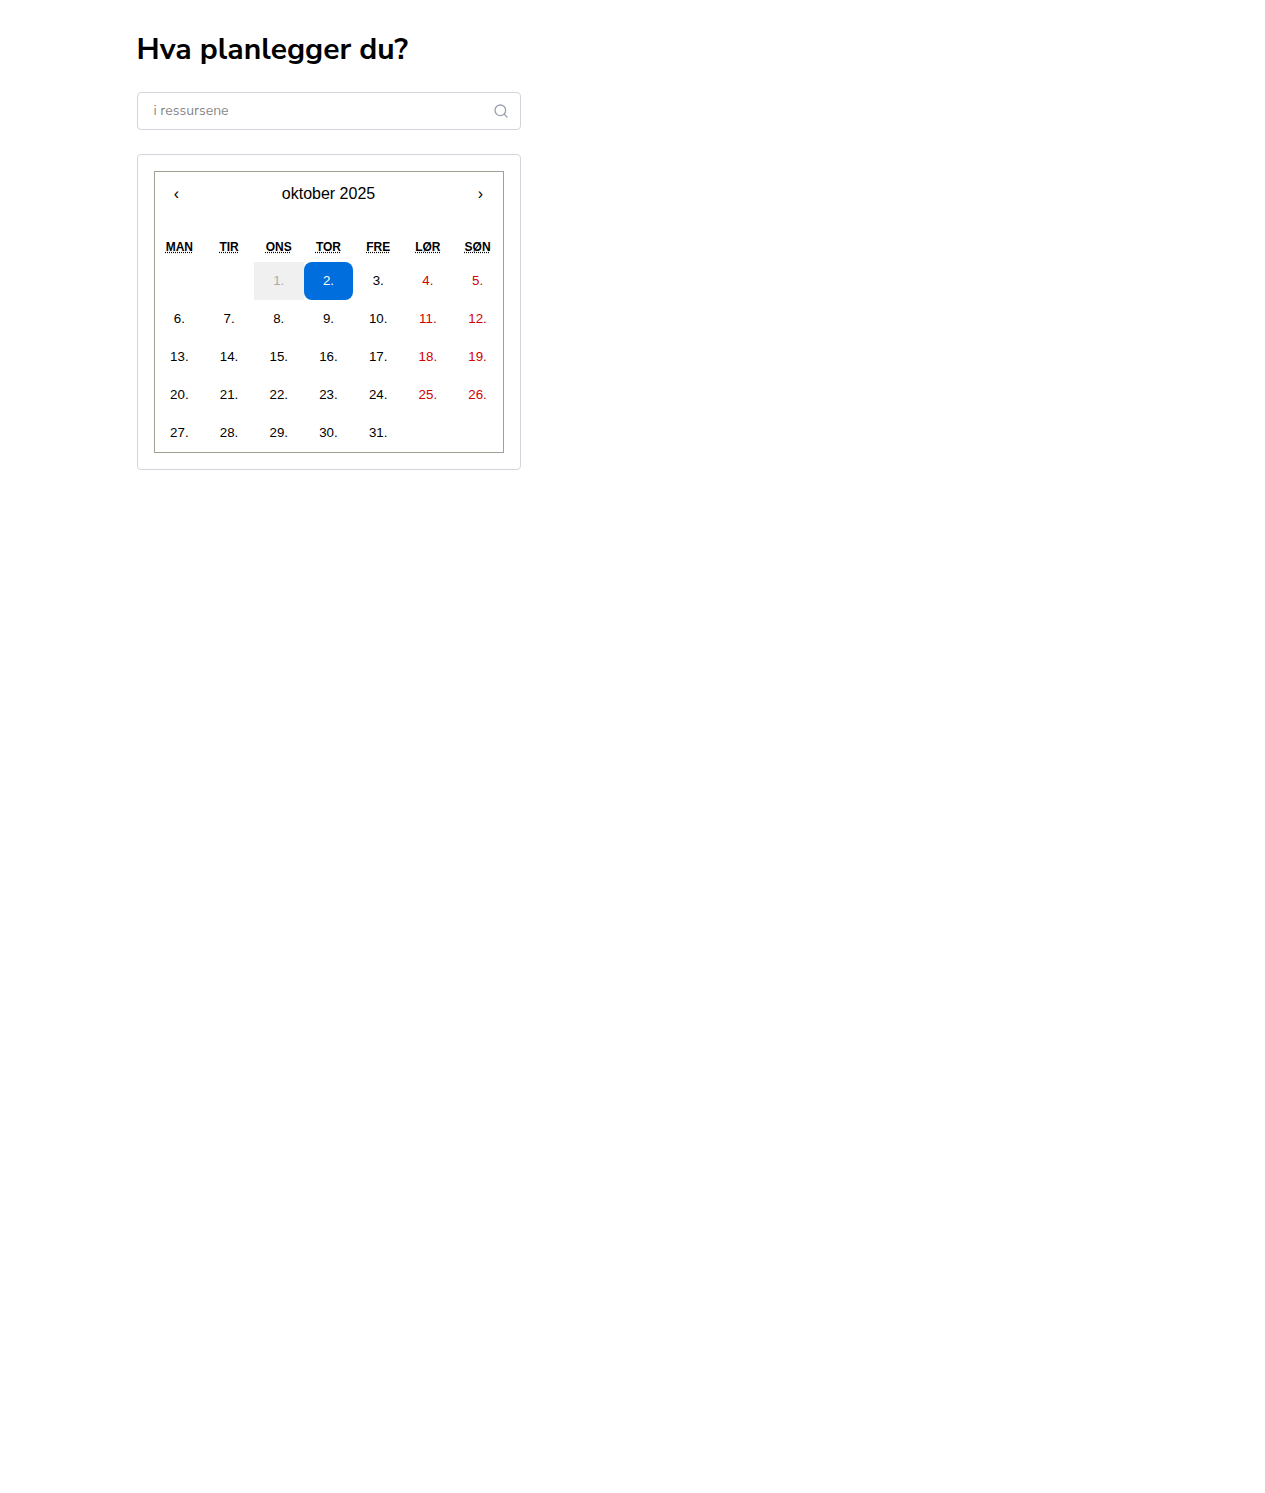 Hva planlegger du?
i ressursene
‹ oktober 2025 ›
MAN TIR ONS TOR FRE LØR SØN
1. 2. 3. 4. 5.
6. 7. 8. 9. 10. 11. 12.
13. 14. 15. 16. 17. 18. 19.
20. 21. 22. 23. 24. 25. 26.
27. 28. 29. 30. 31.